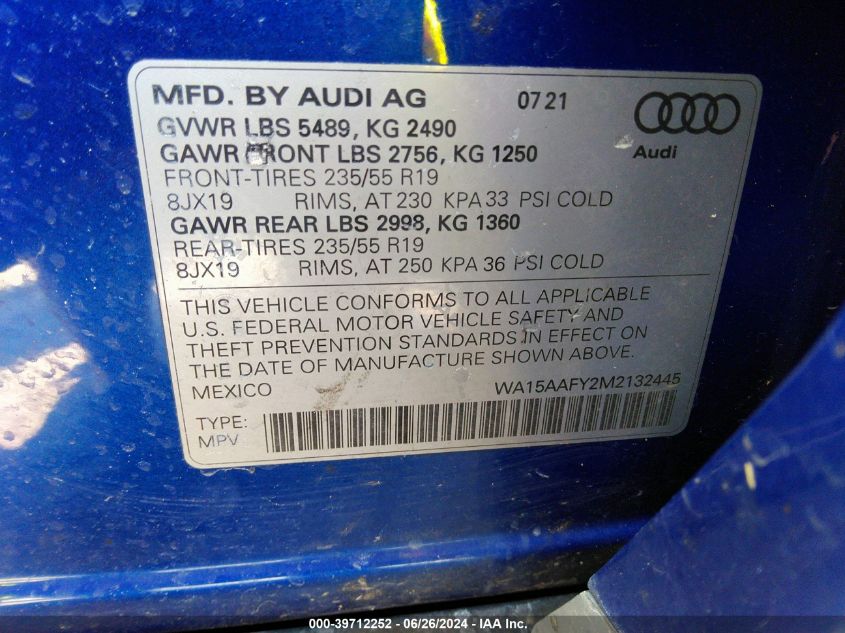 MFD. BY AUDI AG 07 21
GVWR LBS 5489, KG 2490
GAWR FRONT LBS 2756, KG 1250
Audi
FRONT-TIRES 235/55 R19
8JX19 RIMS, AT 230 KPA 33 PSI COLD
GAWR REAR LBS 2998, KG 1360
REAR-TIRES 235/55 R19
8JX19 RIMS, AT 250 KPA 36 PSI COLD
THIS VEHICLE CONFORMS TO ALL APPLICABLE
U.S. FEDERAL MOTOR VEHICLE SAFETY AND
THEFT PREVENTION STANDARDS IN EFFECT ON
THE DATE OF MANUFACTURE SHOWN ABOVE.
MEXICO WA15AAFY2M2132445
TYPE:
MPV
000-39712252 - 06/26/2024 - IAA Inc.